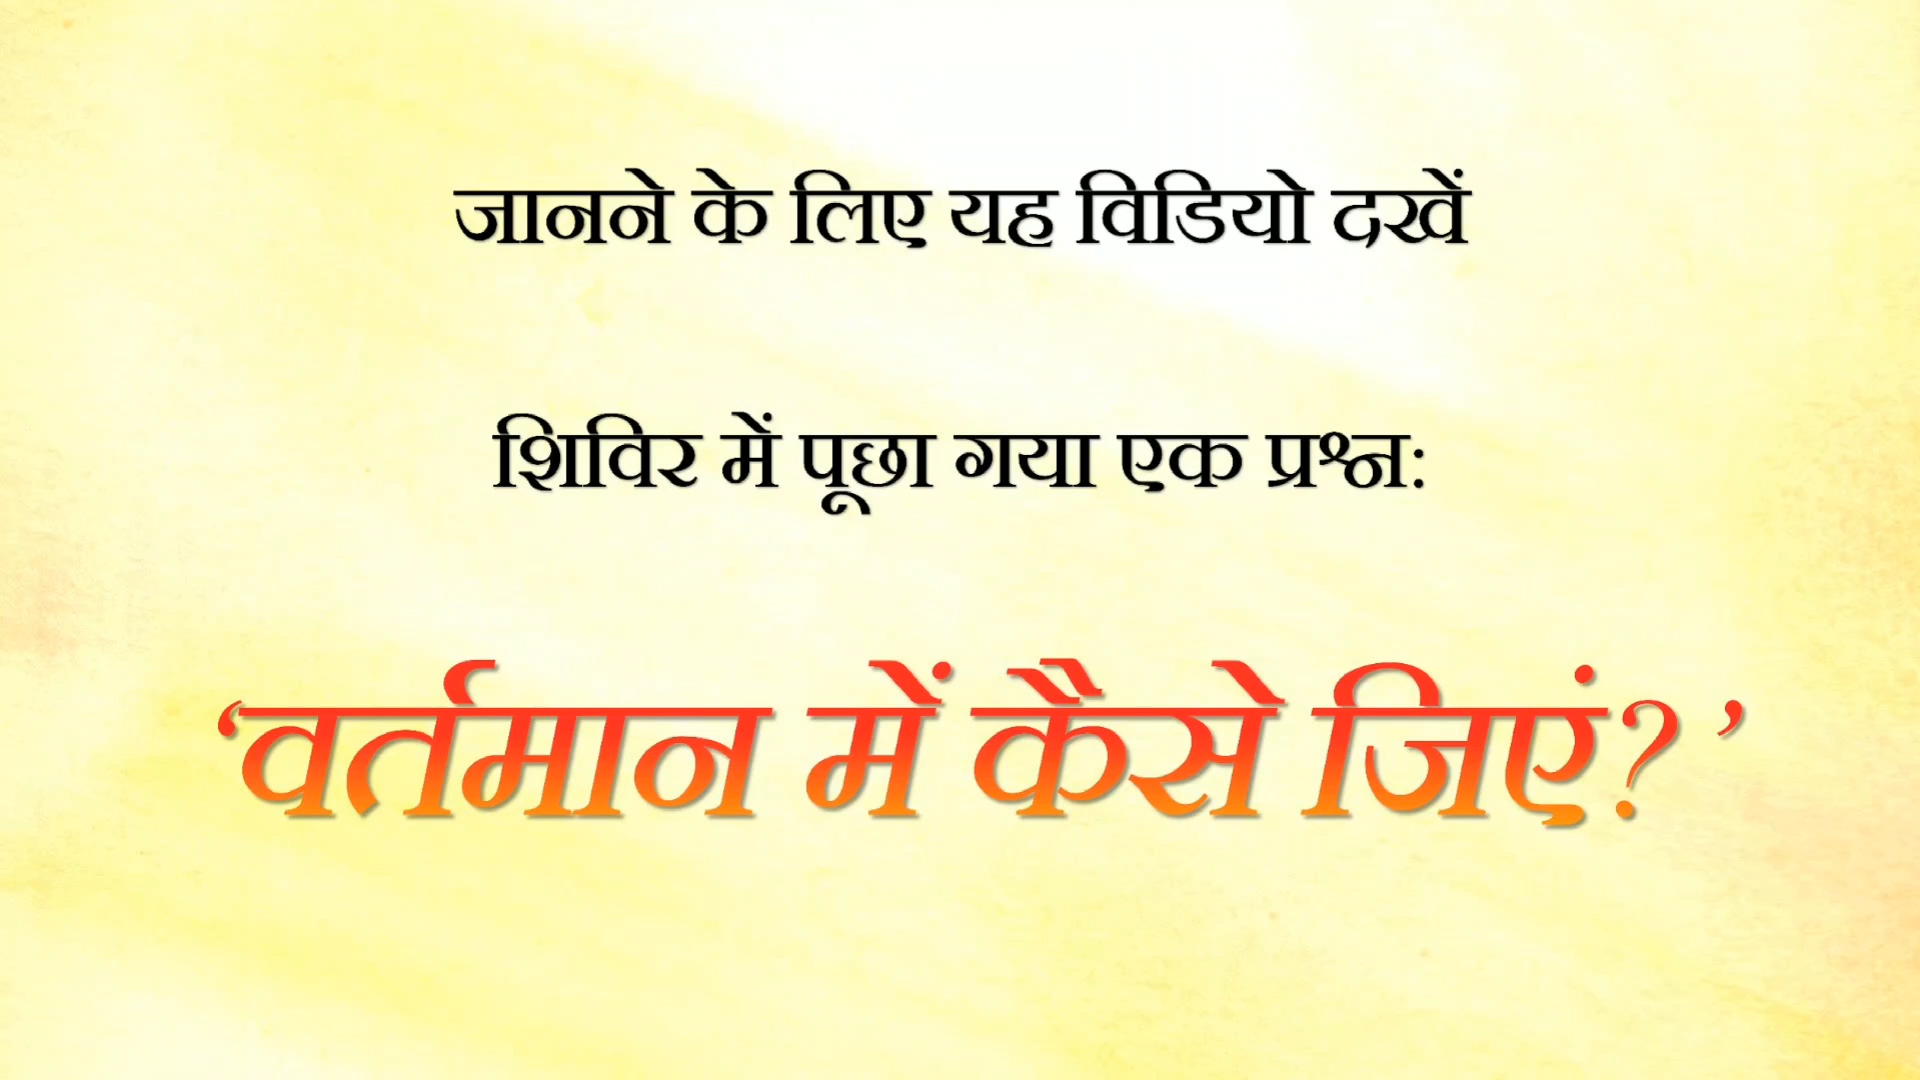 जानने के लिए यह विडियो दखें
शिविर में पूछा गया एक प्रश्न:
‘वर्तमान में कैसे जिएं?’